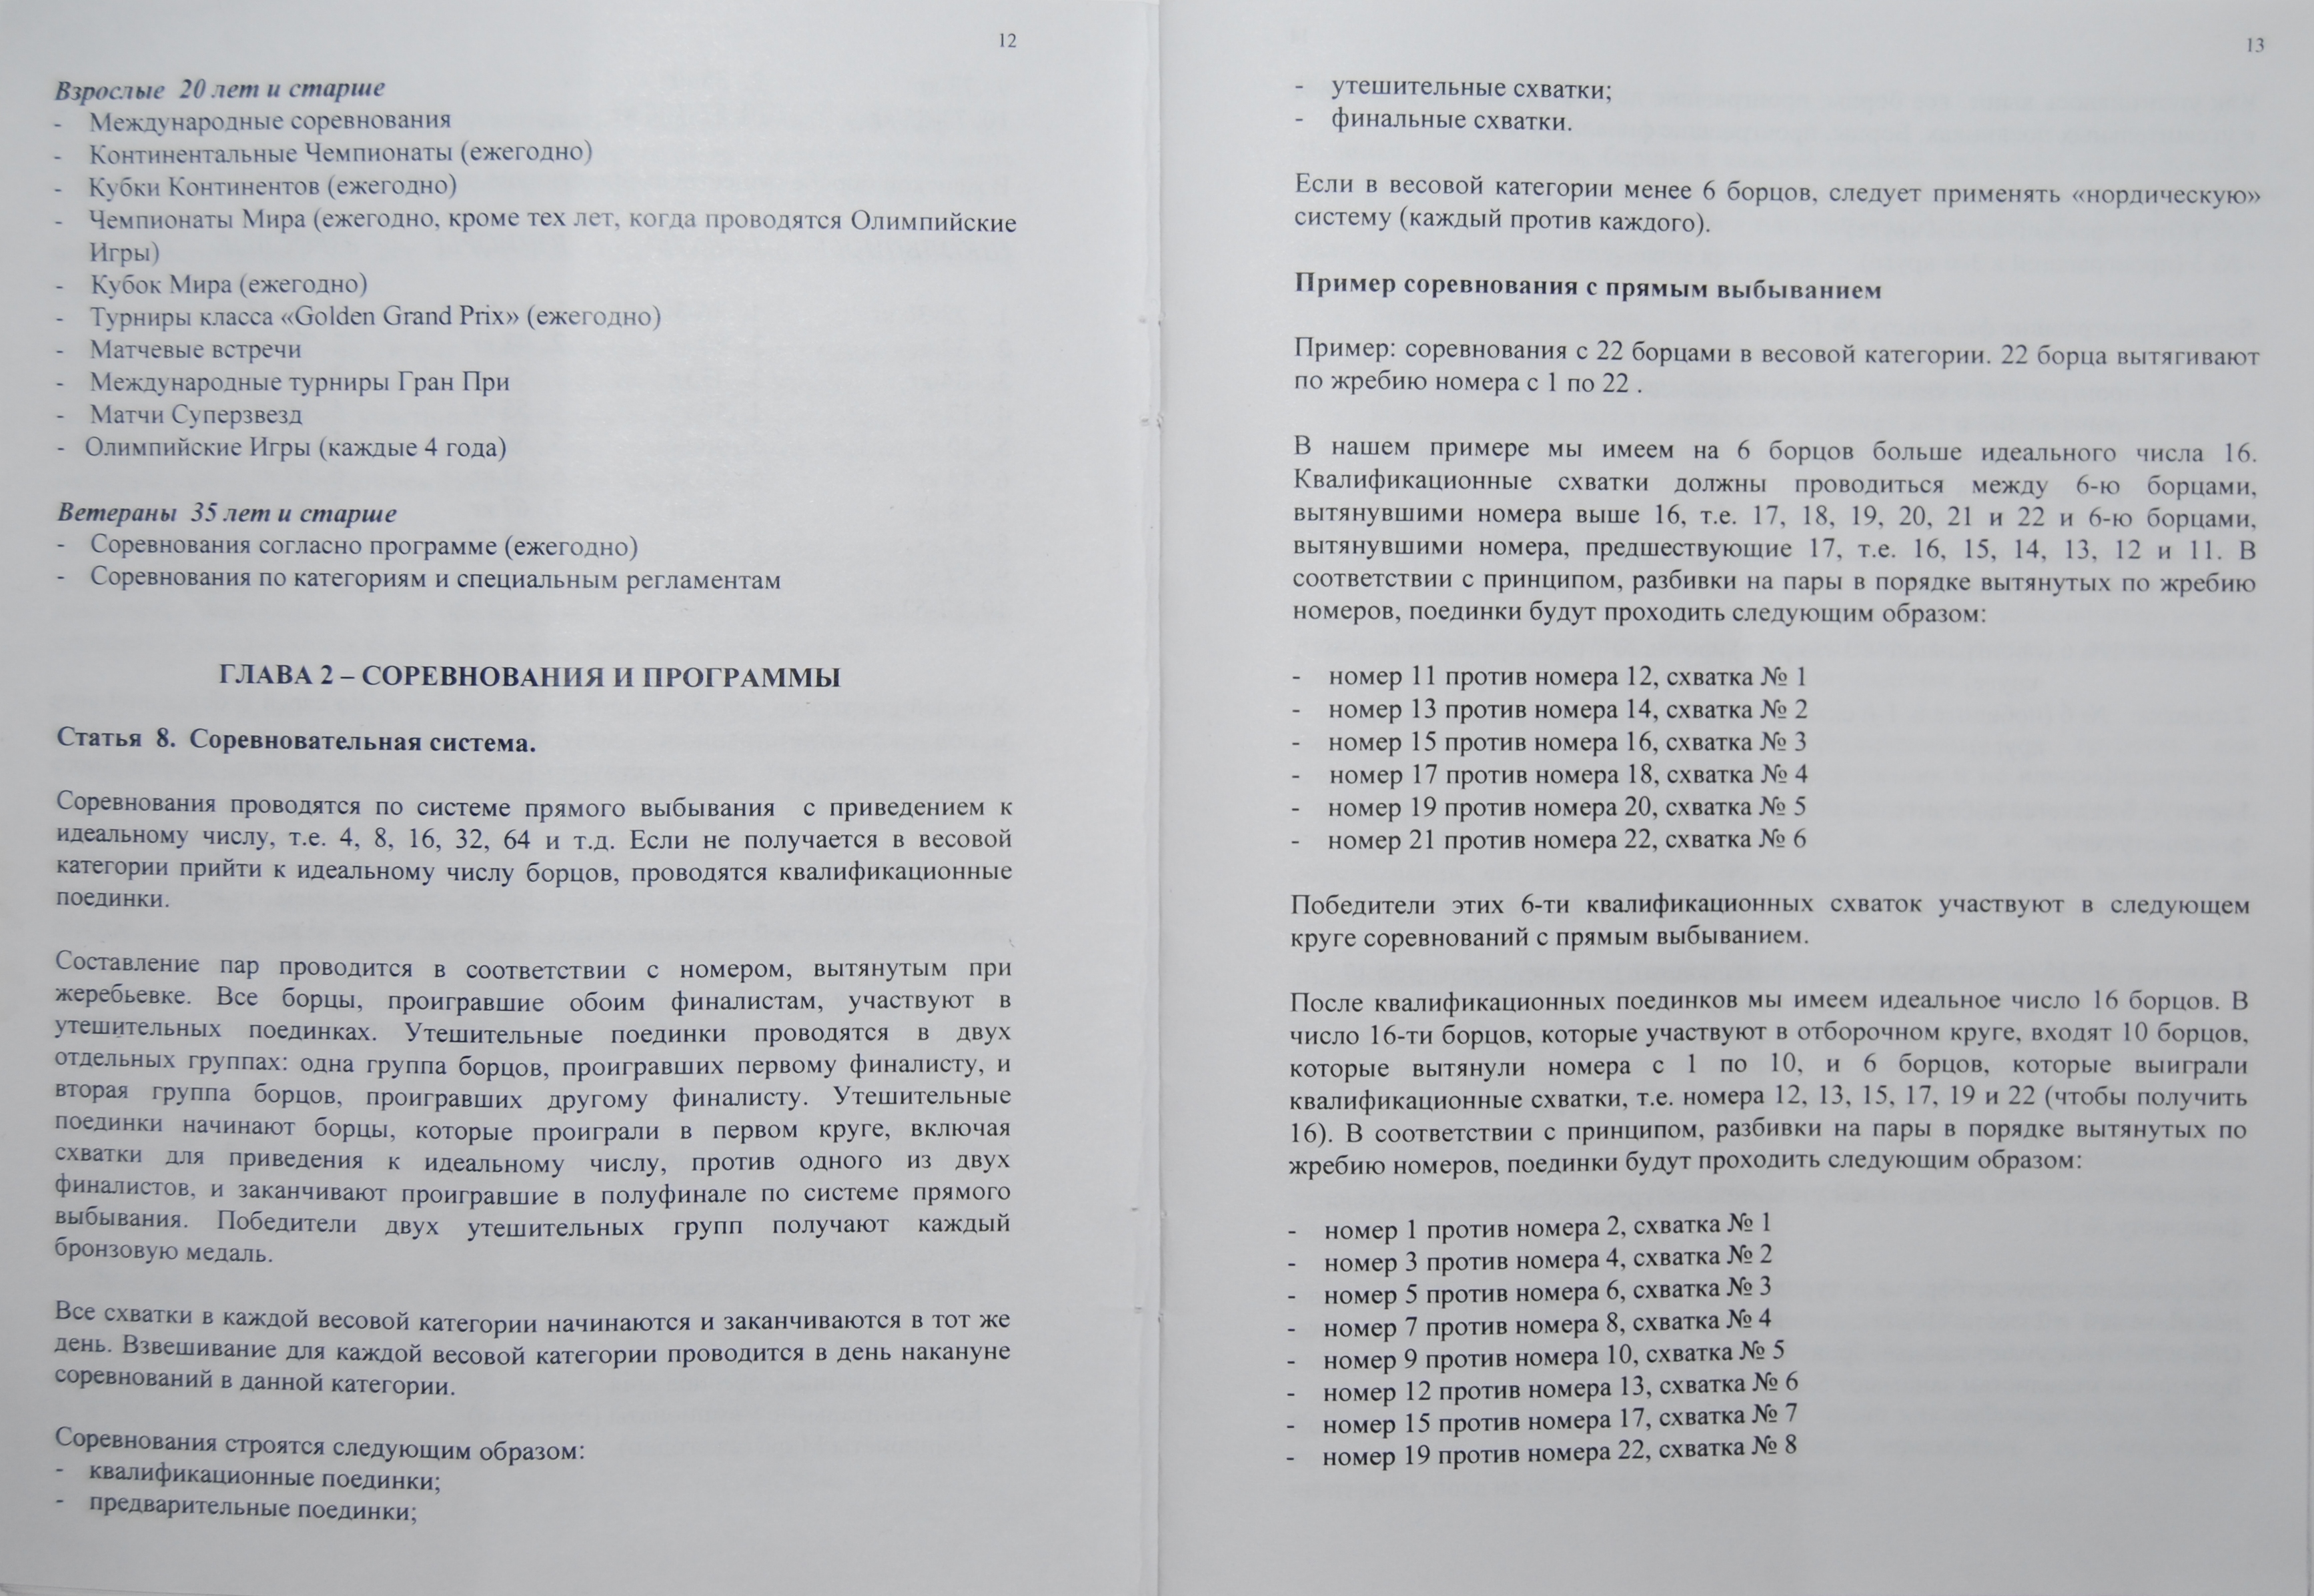 12
Взрослые 20 лет и старше
- Международные соревнования
- Континентальные Чемпионаты (ежегодно)
- Кубки Континентов (ежегодно)
- Чемпионаты Мира (ежегодно, кроме тех лет, когда проводятся Олимпийские
Игры)
- Кубок Мира (ежегодно)
- Турниры класса «Golden Grand Prix» (ежегодно)
- Матчевые встречи
- Международные турниры Гран При
- Матчи Суперзвезд
- Олимпийские Игры (каждые 4 года)
Ветераны 35 лет и старше
- Соревнования согласно программе (ежегодно)
- Соревнования по категориям и специальным регламентам
ГЛАВА 2 – СОРЕВНОВАНИЯ И ПРОГРАММЫ
Статья 8. Соревновательная система.
Соревнования проводятся по системе прямого выбывания с приведением к
идеальному числу, т.е. 4, 8, 16, 32, 64 и т.д. Если не получается в весовой
категории прийти к идеальному числу борцов, проводятся квалификационные
поединки.
Составление пар проводится в соответствии с номером, вытянутым при
жеребьевке. Все борцы, проигравшие обоим финалистам, участвуют в
утешительных поединках. Утешительные поединки проводятся в двух
отдельных группах: одна группа борцов, проигравших первому финалисту, и
вторая группа борцов, проигравших другому финалисту. Утешительные
поединки начинают борцы, которые проиграли в первом круге, включая
схватки для приведения к идеальному числу, против одного из двух
финалистов, и заканчивают проигравшие в полуфинале по системе прямого
выбывания. Победители двух утешительных групп получают каждый
бронзовую медаль.
Все схватки в каждой весовой категории начинаются и заканчиваются в тот же
день. Взвешивание для каждой весовой категории проводится в день накануне
соревнований в данной категории.
Соревнования строятся следующим образом:
- квалификационные поединки;
- предварительные поединки;
13
- утешительные схватки;
- финальные схватки.
Если в весовой категории менее 6 борцов, следует применять «нордическую»
систему (каждый против каждого).
Пример соревнования с прямым выбыванием
Пример: соревнования с 22 борцами в весовой категории. 22 борца вытягивают
по жребию номера с 1 по 22 .
В нашем примере мы имеем на 6 борцов больше идеального числа 16.
Квалификационные схватки должны проводиться между 6-ю борцами,
вытянувшими номера выше 16, т.е. 17, 18, 19, 20, 21 и 22 и 6-ю борцами,
вытянувшими номера, предшествующие 17, т.е. 16, 15, 14, 13, 12 и 11. В
соответствии с принципом, разбивки на пары в порядке вытянутых по жребию
номеров, поединки будут проходить следующим образом:
- номер 11 против номера 12, схватка № 1
- номер 13 против номера 14, схватка № 2
- номер 15 против номера 16, схватка № 3
- номер 17 против номера 18, схватка № 4
- номер 19 против номера 20, схватка № 5
- номер 21 против номера 22, схватка № 6
Победители этих 6-ти квалификационных схваток участвуют в следующем
круге соревнований с прямым выбыванием.
После квалификационных поединков мы имеем идеальное число 16 борцов. В
число 16-ти борцов, которые участвуют в отборочном круге, входят 10 борцов,
которые вытянули номера с 1 по 10, и 6 борцов, которые выиграли
квалификационные схватки, т.е. номера 12, 13, 15, 17, 19 и 22 (чтобы получить
16). В соответствии с принципом, разбивки на пары в порядке вытянутых по
жребию номеров, поединки будут проходить следующим образом:
- номер 1 против номера 2, схватка № 1
- номер 3 против номера 4, схватка № 2
- номер 5 против номера 6, схватка № 3
- номер 7 против номера 8, схватка № 4
- номер 9 против номера 10, схватка № 5
- номер 12 против номера 13, схватка № 6
- номер 15 против номера 17, схватка № 7
- номер 19 против номера 22, схватка № 8